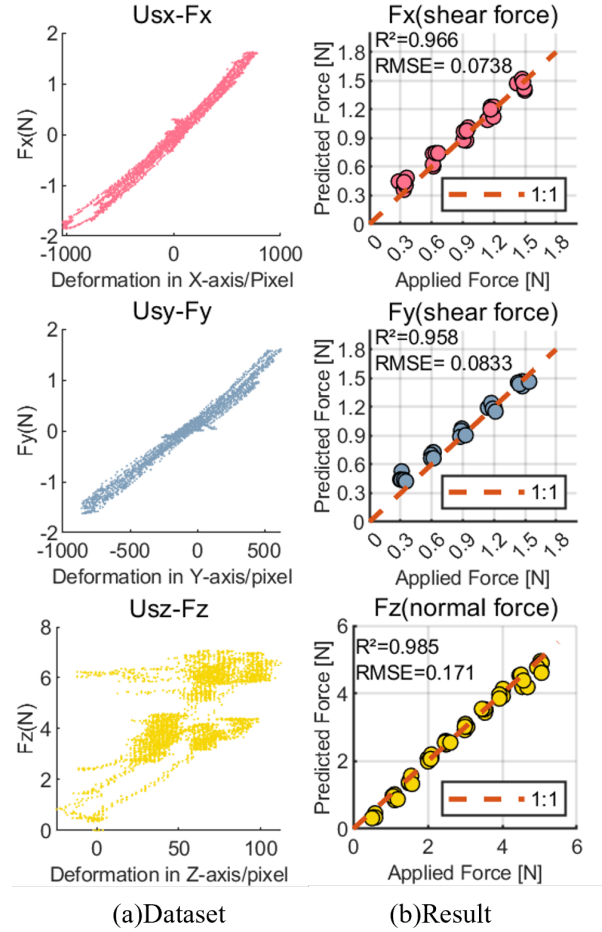 Usx-Fx
Fx(N)
2
1
0
-1
-2
-1000
0
1000
Deformation in X-axis/Pixel
Fx(shear force)
R²=0.966
RMSE= 0.0738
Predicted Force [N]
1.8
1.5
1.2
0.9
0.6
0.3
1:1
0
0.3
0.6
0.9
1.2
1.5
1.8
Applied Force [N]
Usy-Fy
Fy(N)
2
1
0
-1
2
-1000
-500
0
500
Deformation in Y-axis/pixel
Fy(shear force)
R²=0.958
RMSE= 0.0833
Predicted Force [N]
1.8
1.5
1.2
0.9
0.6
0.3
1:1
0
0.3
0.6
0.9
1.2
1.5
1.8
Applied Force [N]
Usz-Fz
Fz(N)
8
6
4
2
0
0
50
100
Deformation in Z-axis/pixel
Fz(normal force)
R²=0.985
RMSE=0.171
Predicted Force [N]
6
4
2
0
1:1
0
2
4
6
Applied Force [N]
(a)Dataset
(b)Result